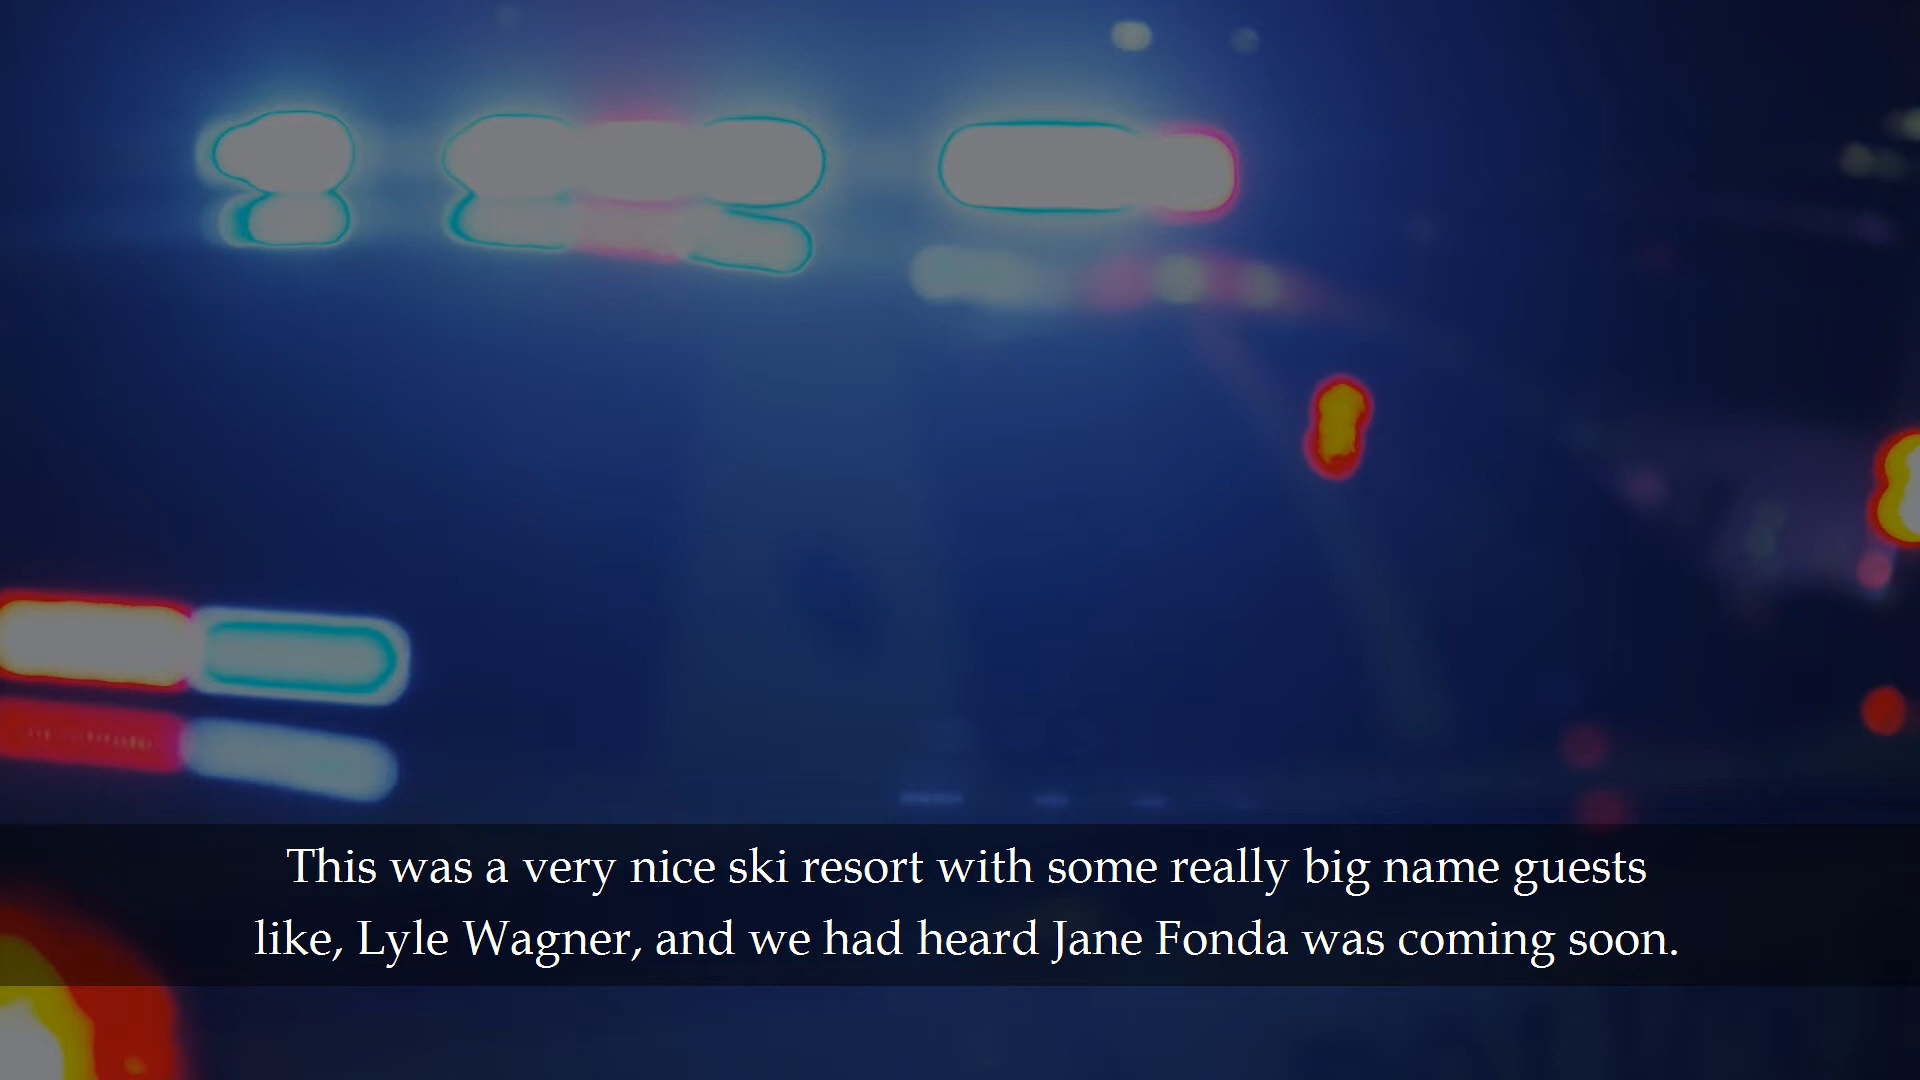 This was a very nice ski resort with some really big name guests
like, Lyle Wagner, and we had heard Jane Fonda was coming soon.